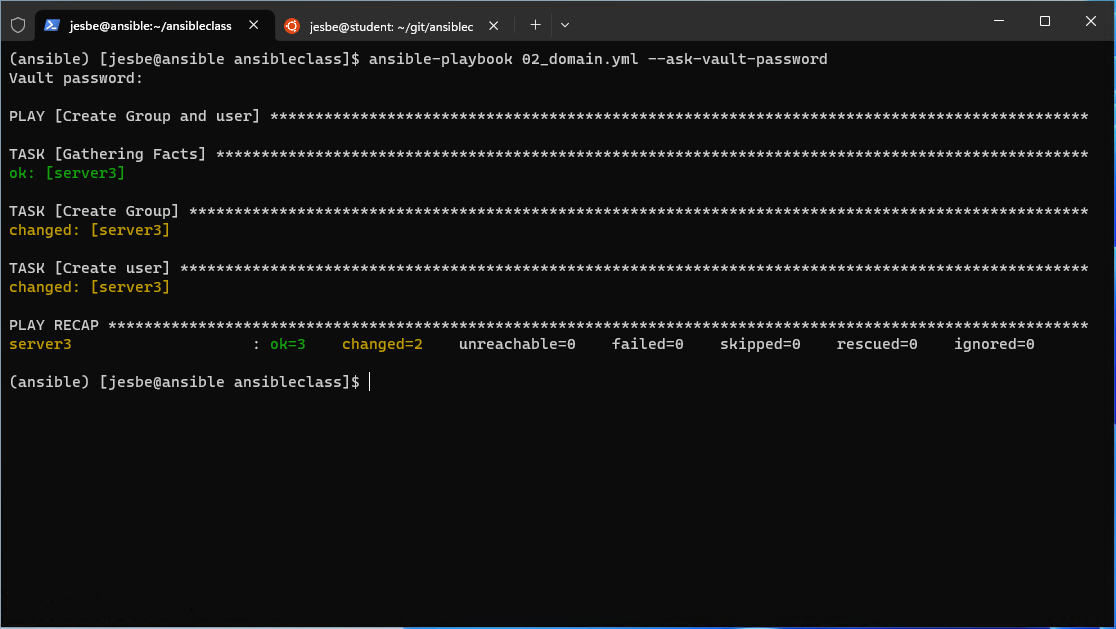 jesbe@ansible:~/ansibleclass
jesbe@student: ~/git/ansiblec
(ansible) [jesbe@ansible ansibleclass]$ ansible-playbook 02_domain.yml --ask-vault-password
Vault password:
PLAY [Create Group and user] *******************************************************************************************
TASK [Gathering Facts] *************************************************************************************************
ok: [server3]
TASK [Create Group] ****************************************************************************************************
changed: [server3]
TASK [Create user] *****************************************************************************************************
changed: [server3]
PLAY RECAP *************************************************************************************************************
server3                    : ok=3    changed=2    unreachable=0    failed=0    skipped=0    rescued=0    ignored=0
(ansible) [jesbe@ansible ansibleclass]$